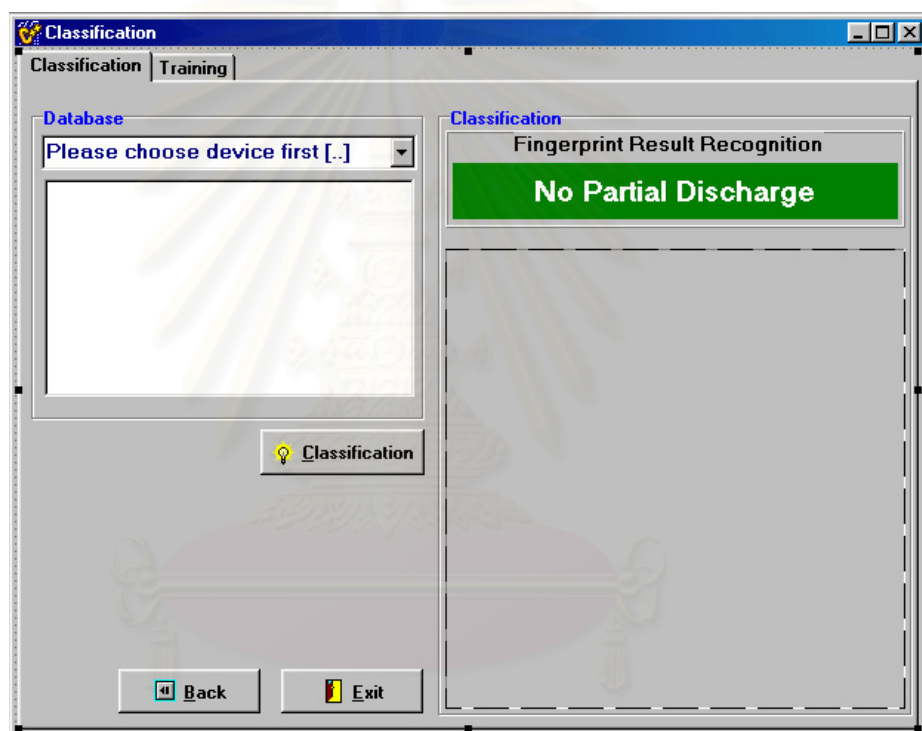 Classification
Classification Training
Database
Please choose device first [..]
Classification
Back
Exit
Classification
Fingerprint Result Recognition
No Partial Discharge